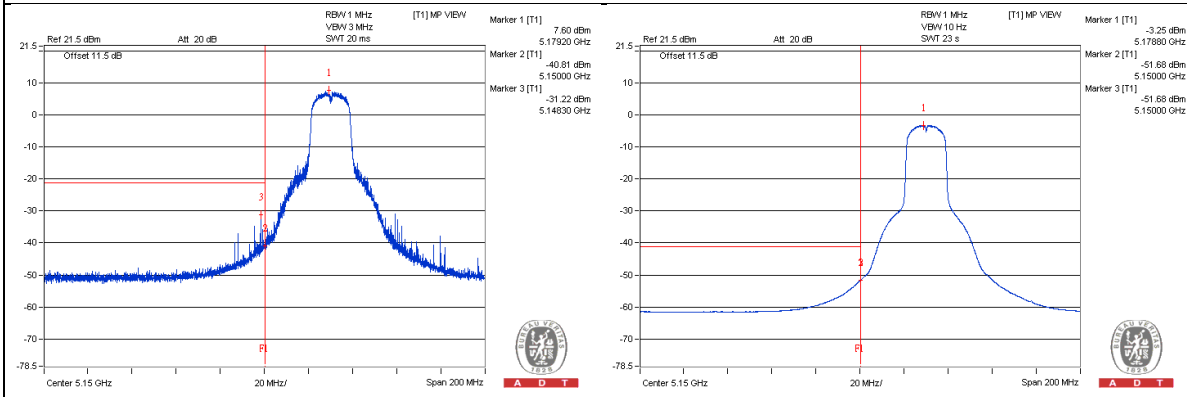 RBW 1 MHz [T1] MP VIEW
VBW 3 MHz
Ref 21.5 dBm Att 20 dB SWT 20 ms
Marker 1 [T1]
7.60 dBm
5.17920 GHz
Marker 2 [T1]
-40.81 dBm
5.15000 GHz
Marker 3 [T1]
-31.22 dBm
5.14830 GHz
21.5
Offset 11.5 dB
10
0
-10
-20
-30
-40
-50
-60
-70
-78.5
1
3
2
F1
Center 5.15 GHz 20 MHz/ Span 200 MHz
BUREAU VERITAS
1828
A D T
RBW 1 MHz [T1] MP VIEW
VBW 10 Hz
Ref 21.5 dBm Att 20 dB SWT 23 s
Marker 1 [T1]
-3.25 dBm
5.17880 GHz
Marker 2 [T1]
-51.68 dBm
5.15000 GHz
Marker 3 [T1]
-51.68 dBm
5.15000 GHz
21.5
Offset 11.5 dB
10
0
-10
-20
-30
-40
-50
-60
-70
-78.5
1
F1
Center 5.15 GHz 20 MHz/ Span 200 MHz
BUREAU VERITAS
1828
A D T